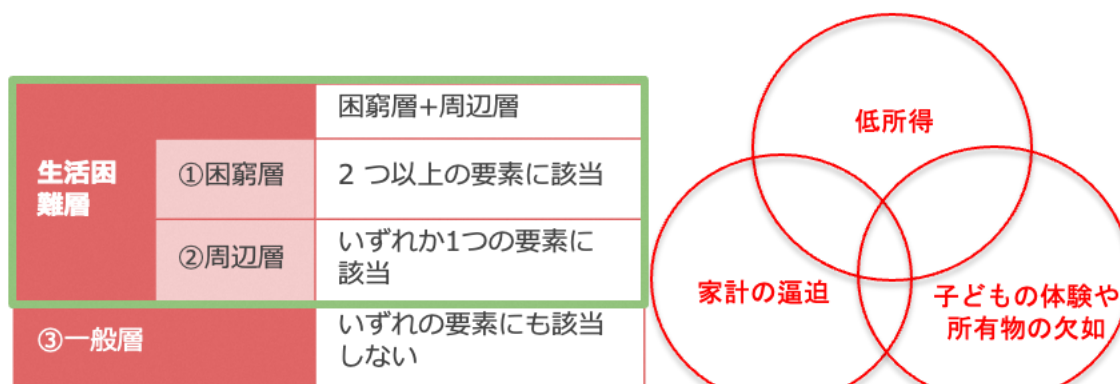 困窮層+周辺層
生活困
難層
①困窮層
2 つ以上の要素に該当
②周辺層
いずれか1つの要素に
該当
③一般層
いずれの要素にも該当
しない
低所得
家計の逼迫
子どもの体験や
所有物の欠如